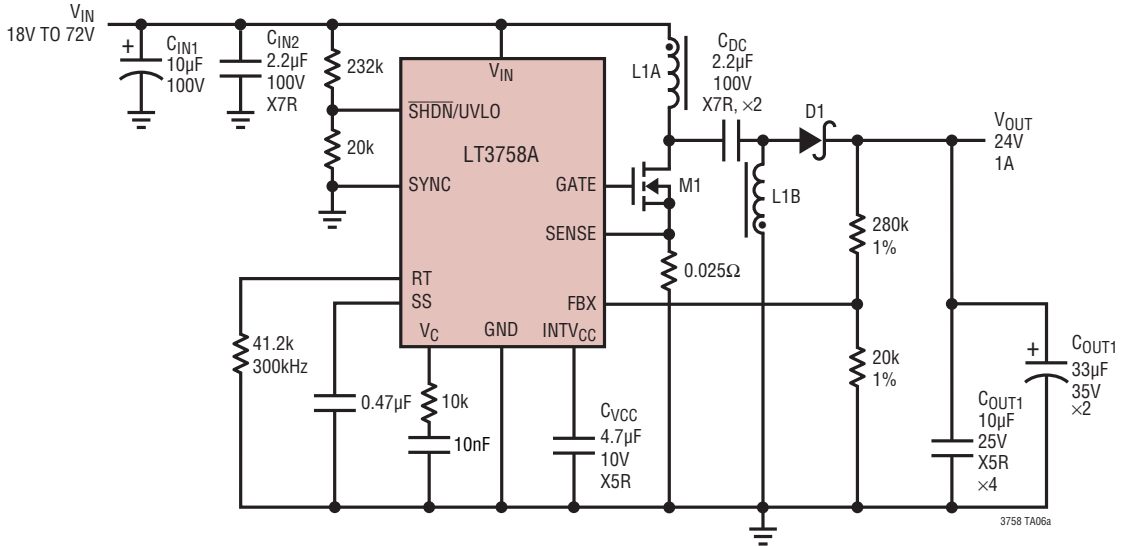 VIN
18V TO 72V
CIN1
10µF
100V
CIN2
2.2µF
100V
X7R
232k
20k
VIN
SHDN/UVLO
LT3758A
SYNC
GATE
SENSE
RT
SS
FBX
VC
GND
INTVCC
L1A
CDC
2.2µF
100V
X7R, ×2
D1
VOUT
24V
1A
M1
L1B
0.025Ω
280k
1%
20k
1%
41.2k
300kHz
0.47µF
10k
10nF
CVCC
4.7µF
10V
X5R
COUT1
10µF
25V
X5R
×4
+
COUT1
33µF
35V
×2
+
3758 TA06a